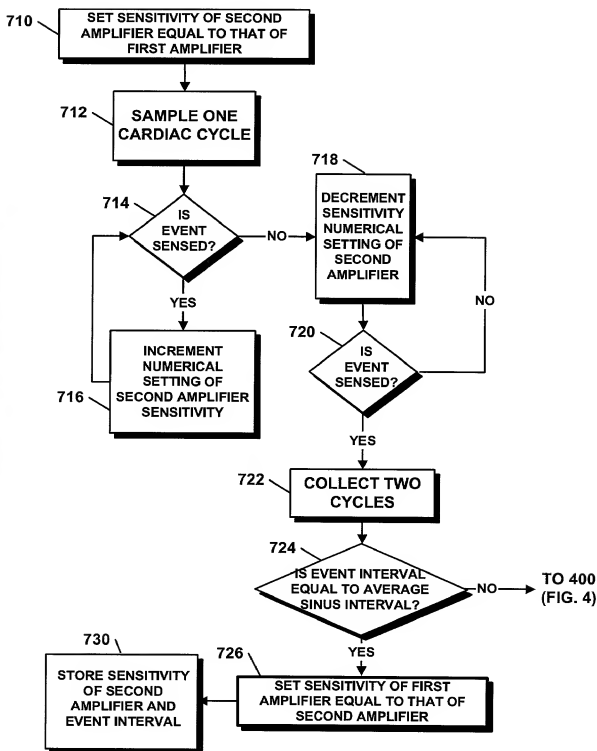 710
SET SENSITIVITY OF SECOND
AMPLIFIER EQUAL TO THAT OF
FIRST AMPLIFIER
712
SAMPLE ONE
CARDIAC CYCLE
714
IS
EVENT
SENSED?
NO
YES
716
INCREMENT
NUMERICAL
SETTING OF
SECOND AMPLIFIER
SENSITIVITY
718
DECREMENT
SENSITIVITY
NUMERICAL
SETTING OF
SECOND
AMPLIFIER
720
IS
EVENT
SENSED?
NO
YES
722
COLLECT TWO
CYCLES
724
IS EVENT INTERVAL
EQUAL TO AVERAGE
SINUS INTERVAL?
NO
TO 400
(FIG. 4)
YES
726
SET SENSITIVITY OF FIRST
AMPLIFIER EQUAL TO THAT OF
SECOND AMPLIFIER
730
STORE SENSITIVITY
OF SECOND
AMPLIFIER AND
EVENT INTERVAL